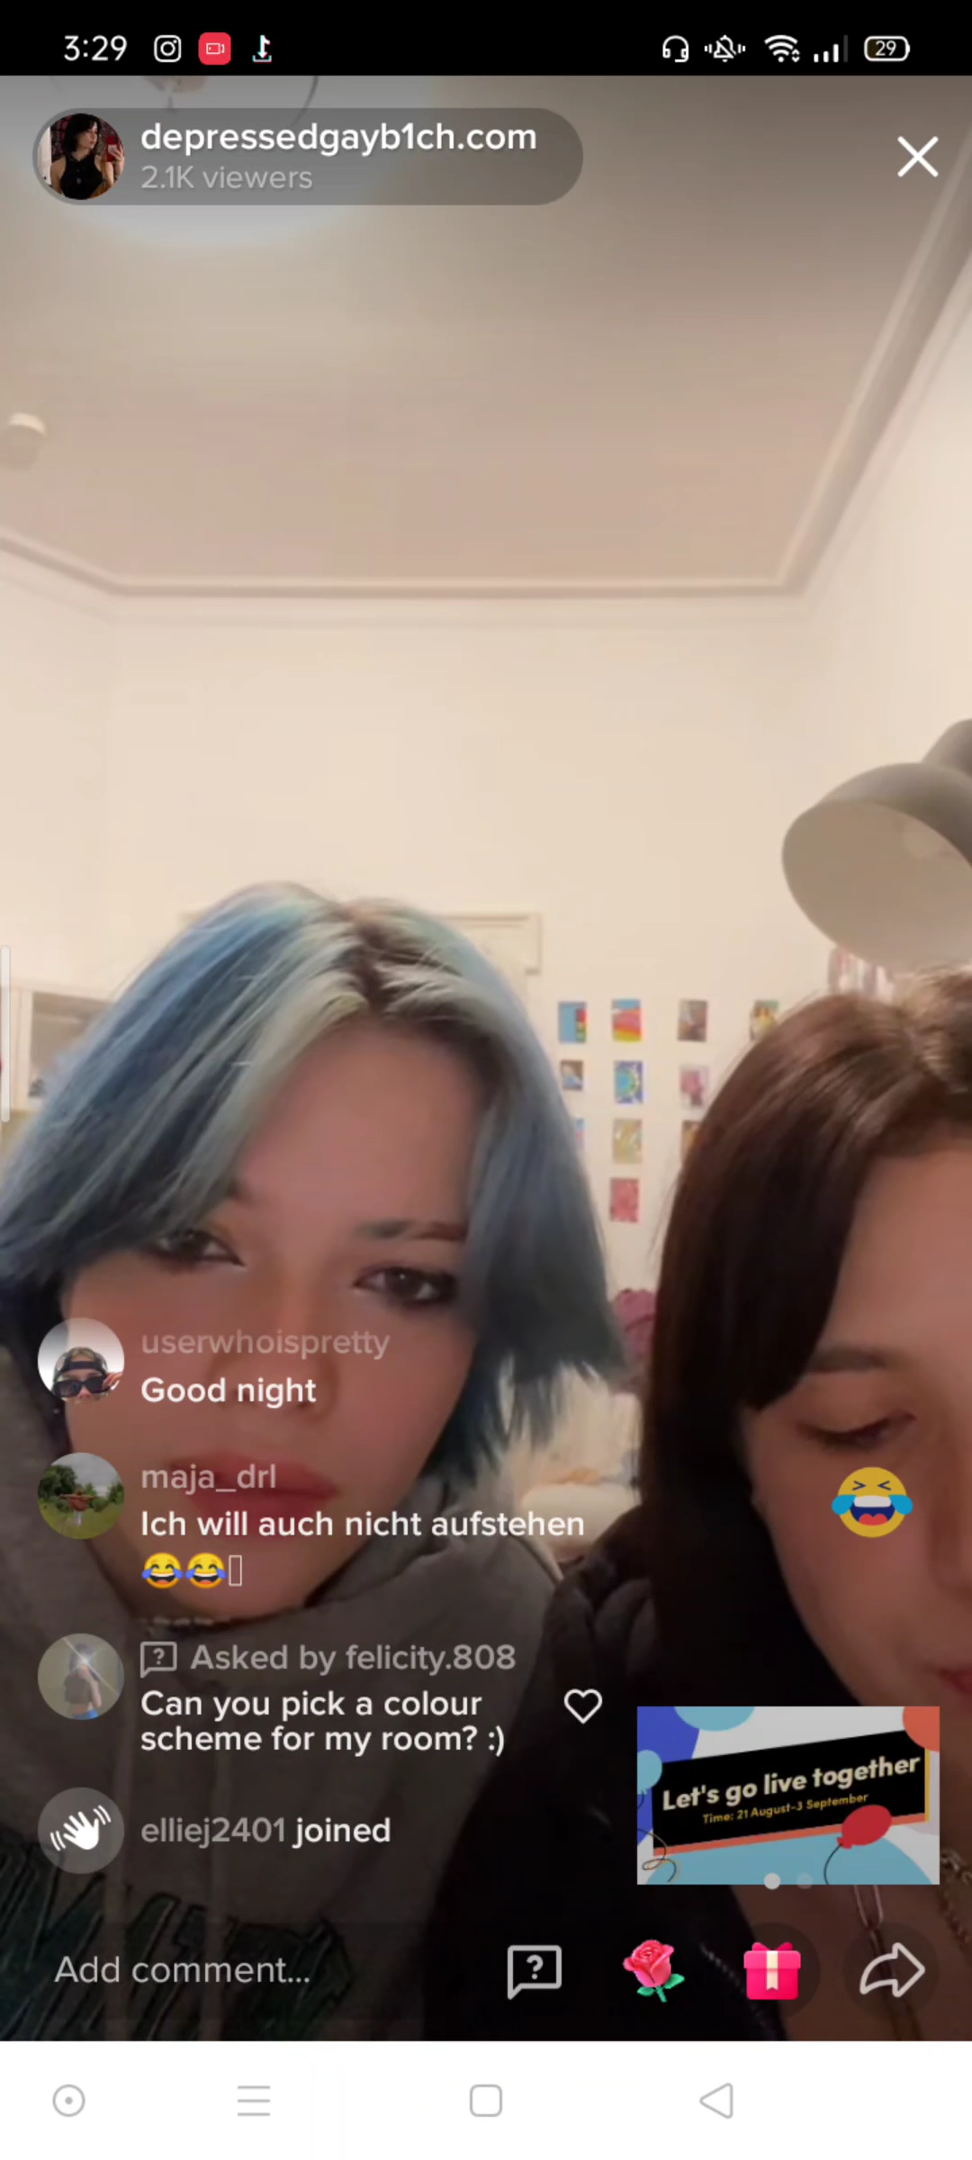 3:29
29
depressedgayb1ch.com
2.1K viewers
userwhoispretty
Good night
maja_drl
Ich will auch nicht aufstehen
😂😂
Asked by felicity.808
Can you pick a colour
scheme for my room? :)
Let's go live together
Time: 21 August-3 September
elliej2401 joined
Add comment...